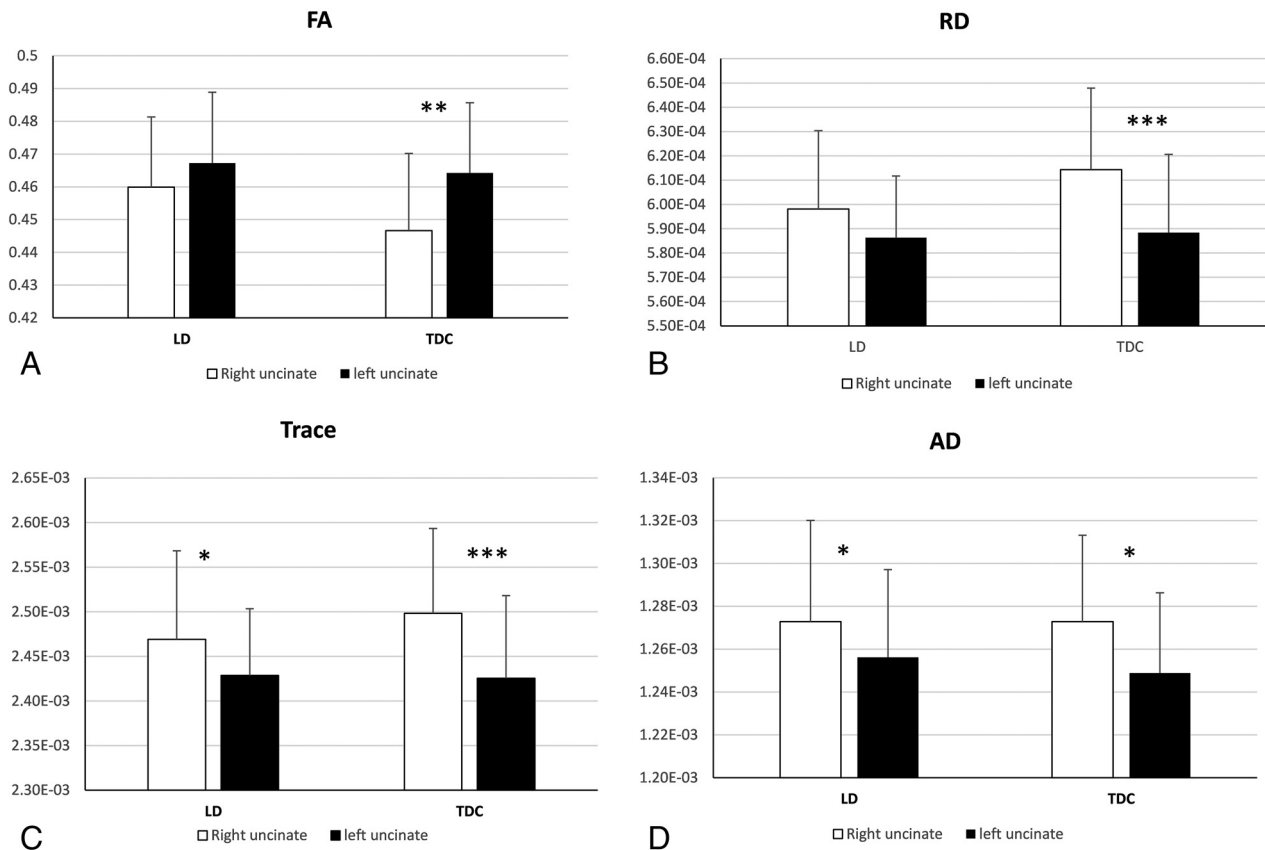 FA
0.5
0.49
0.48
0.47
0.46
0.45
0.44
0.43
0.42
**
LD TDC
A
Right uncinate left uncinate
RD
6.60E-04
6.50E-04
6.40E-04
6.30E-04
6.20E-04
6.10E-04
6.00E-04
5.90E-04
5.80E-04
5.70E-04
5.60E-04
5.50E-04
***
LD TDC
B
Right uncinate left uncinate
Trace
2.65E-03
2.60E-03
2.55E-03
2.50E-03
2.45E-03
2.40E-03
2.35E-03
2.30E-03
* ***
LD TDC
C
Right uncinate left uncinate
AD
1.34E-03
1.32E-03
1.30E-03
1.28E-03
1.26E-03
1.24E-03
1.22E-03
1.20E-03
* *
LD TDC
D
Right uncinate left uncinate